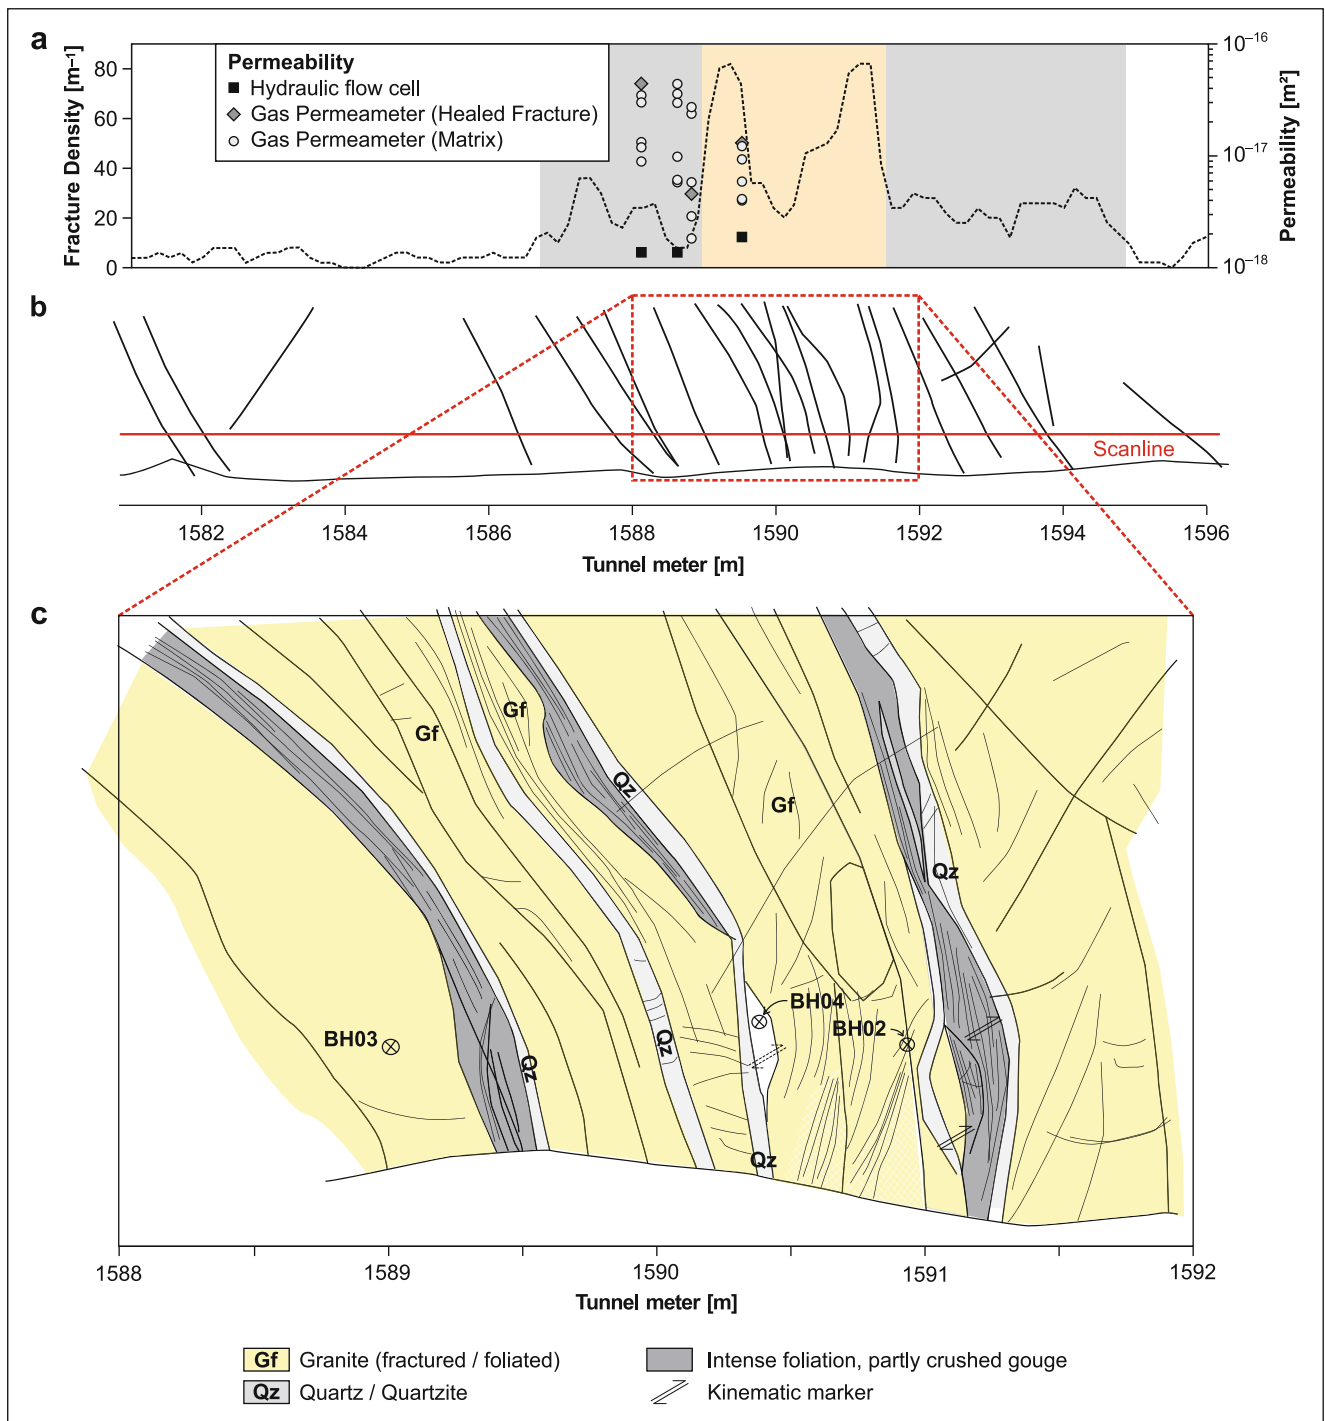 a
Fracture Density [m⁻¹]
80
60
40
20
0
Permeability
Hydraulic flow cell
Gas Permeameter (Healed Fracture)
Gas Permeameter (Matrix)
10⁻¹⁶
10⁻¹⁷
10⁻¹⁸
Permeability [m²]
b
Scanline
1582 1584 1586 1588 1590 1592 1594 1596
Tunnel meter [m]
c
Gf
Gf
Qz
Gf
Qz
BH04
BH03
BH02
Qz
Qz
Qz
1588 1589 1590 1591 1592
Tunnel meter [m]
Gf Granite (fractured / foliated)
Intense foliation, partly crushed gouge
Qz Quartz / Quartzite
Kinematic marker